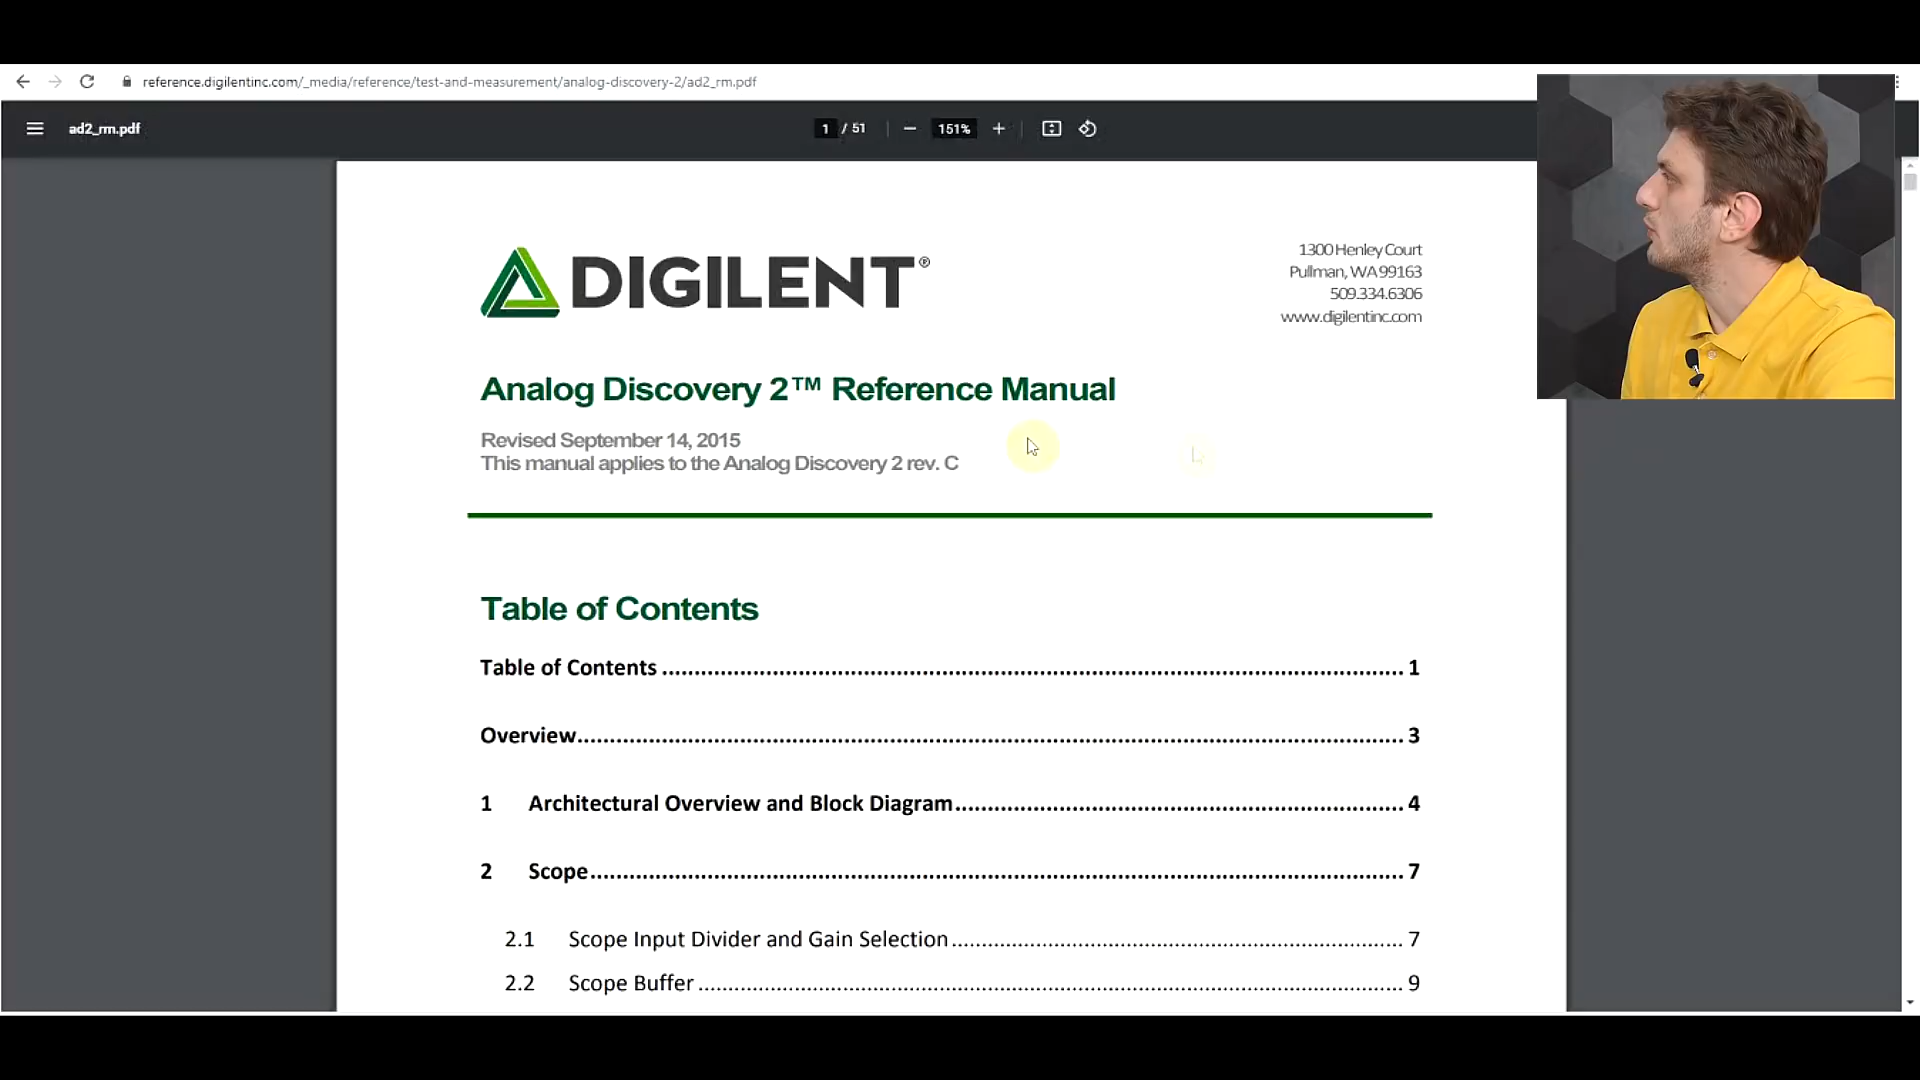 reference.digilentinc.com/_media/reference/test-and-measurement/analog-discovery-2/ad2_rm.pdf
ad2_rm.pdf
1 / 51
151%
DIGILENT®
1300 Henley Court
Pullman, WA 99163
509.334.6306
www.digilentinc.com
Analog Discovery 2™ Reference Manual
Revised September 14, 2015
This manual applies to the Analog Discovery 2 rev. C
Table of Contents
Table of Contents ........................................ 1
Overview........................................ 3
1 Architectural Overview and Block Diagram........................................ 4
2 Scope........................................ 7
2.1 Scope Input Divider and Gain Selection ........................................ 7
2.2 Scope Buffer ........................................ 9